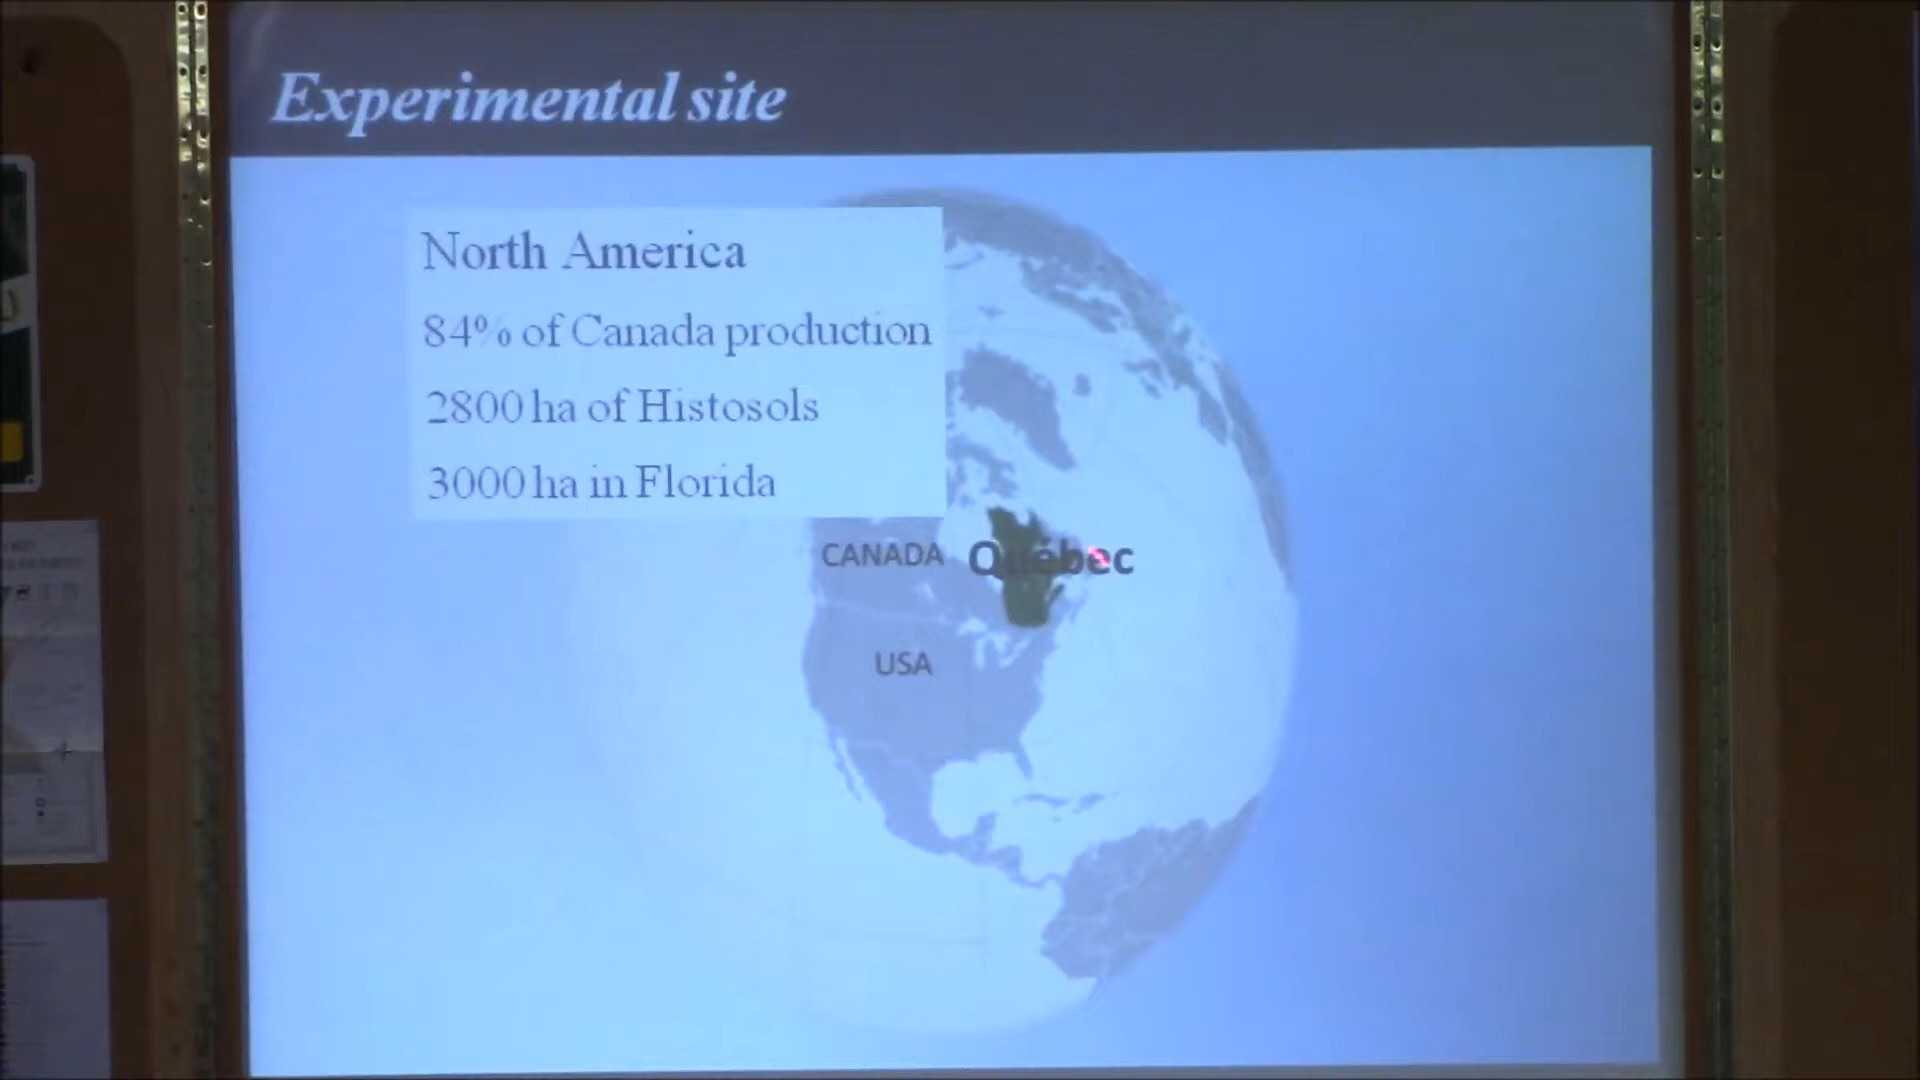 Experimental site
North America
84% of Canada production
2800 ha of Histosols
3000 ha in Florida
CANADA
Québec
USA